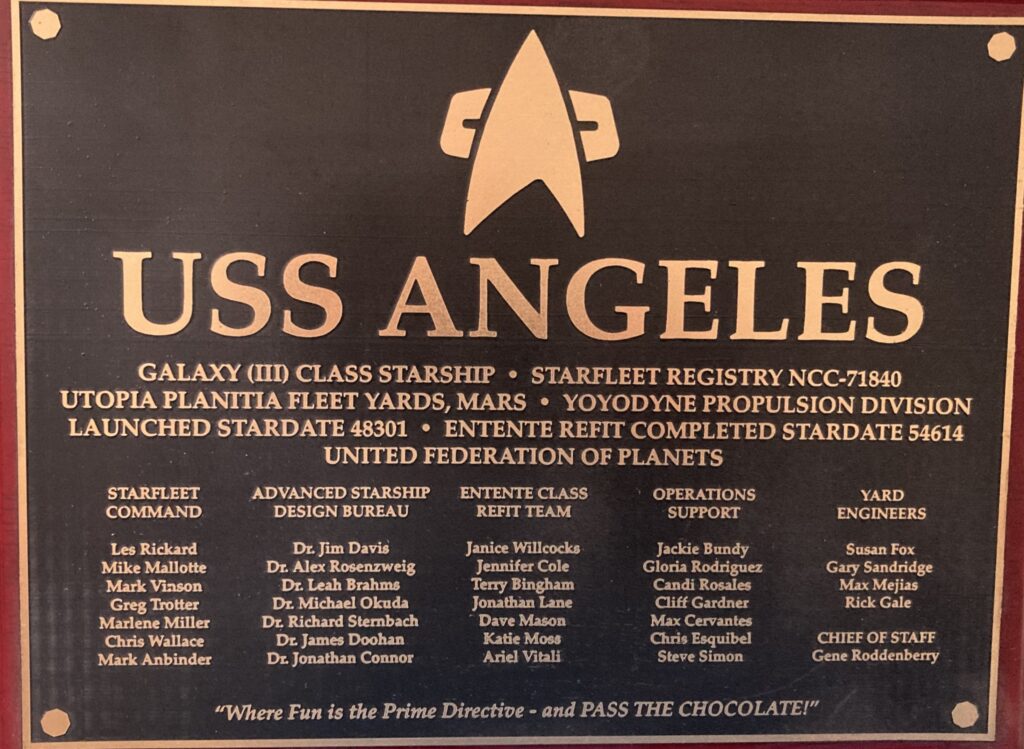 USS ANGELES
GALAXY (III) CLASS STARSHIP • STARFLEET REGISTRY NCC-71840
UTOPIA PLANITIA FLEET YARDS, MARS • YOYODYNE PROPULSION DIVISION
LAUNCHED STARDATE 48301 • ENTENTE REFIT COMPLETED STARDATE 54614
UNITED FEDERATION OF PLANETS
STARFLEET
COMMAND
Les Rickard
Mike Mallotte
Mark Vinson
Greg Trotter
Marlene Miller
Chris Wallace
Mark Anbinder
ADVANCED STARSHIP
DESIGN BUREAU
Dr. Jim Davis
Dr. Alex Rosenzweig
Dr. Leah Brahms
Dr. Michael Okuda
Dr. Richard Sternbach
Dr. James Doohan
Dr. Jonathan Connor
ENTENTE CLASS
REFIT TEAM
Janice Willcocks
Jennifer Cole
Terry Bingham
Jonathan Lane
Dave Mason
Katie Moss
Ariel Vitali
OPERATIONS
SUPPORT
Jackie Bundy
Gloria Rodriguez
Candi Rosales
Cliff Gardner
Max Cervantes
Chris Esquibel
Steve Simon
YARD
ENGINEERS
Susan Fox
Gary Sandridge
Max Mejias
Rick Gale
CHIEF OF STAFF
Gene Roddenberry
"Where Fun is the Prime Directive - and PASS THE CHOCOLATE!"